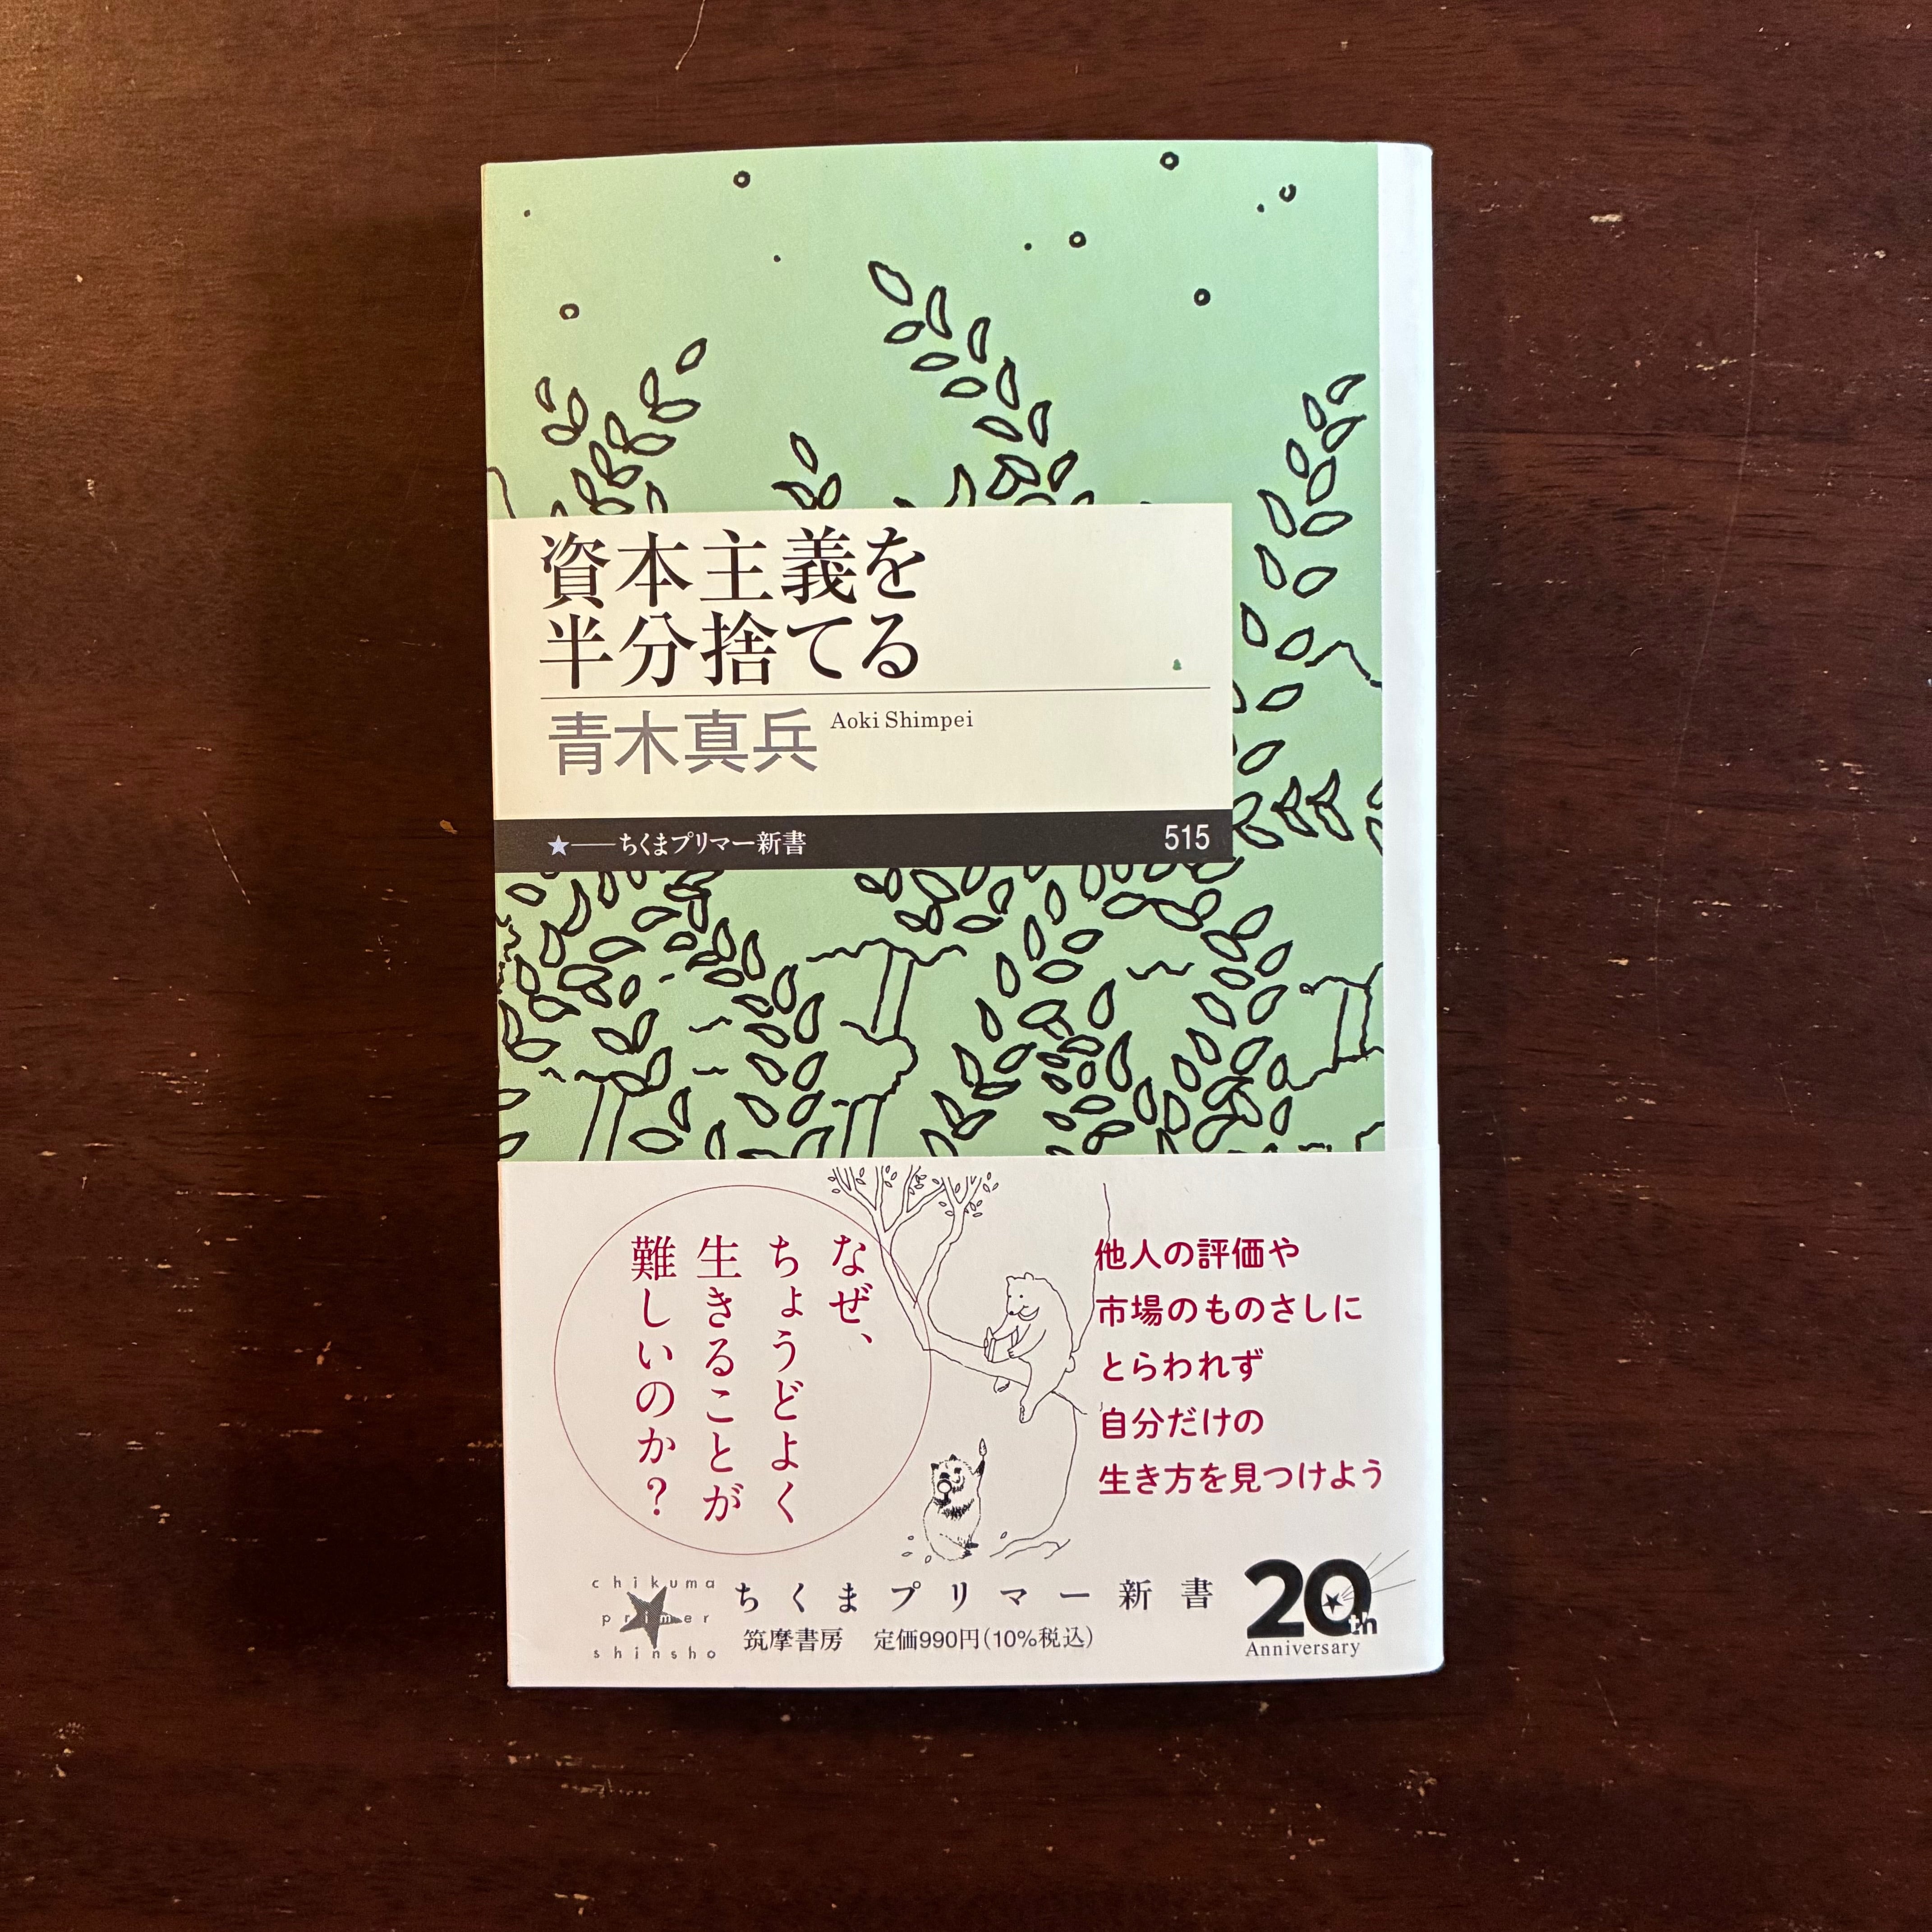 資本主義を
半分捨てる
青木真兵 Aoki Shimpei
★──ちくまプリマー新書 515
なぜ、
ちょうどよく
生きることが
難しいのか？
他人の評価や
市場のものさしに
とらわれず
自分だけの
生き方を見つけよう
chikuma
primer
shinsho
ちくまプリマー新書
筑摩書房 定価990円（10%税込）
20th
Anniversary